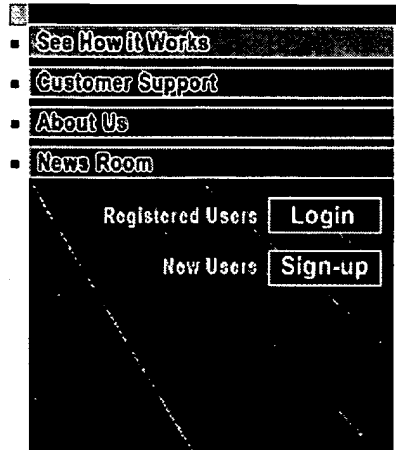 See How it Works
Customer Support
About Us
News Room
Registered Users Login
New Users Sign-up